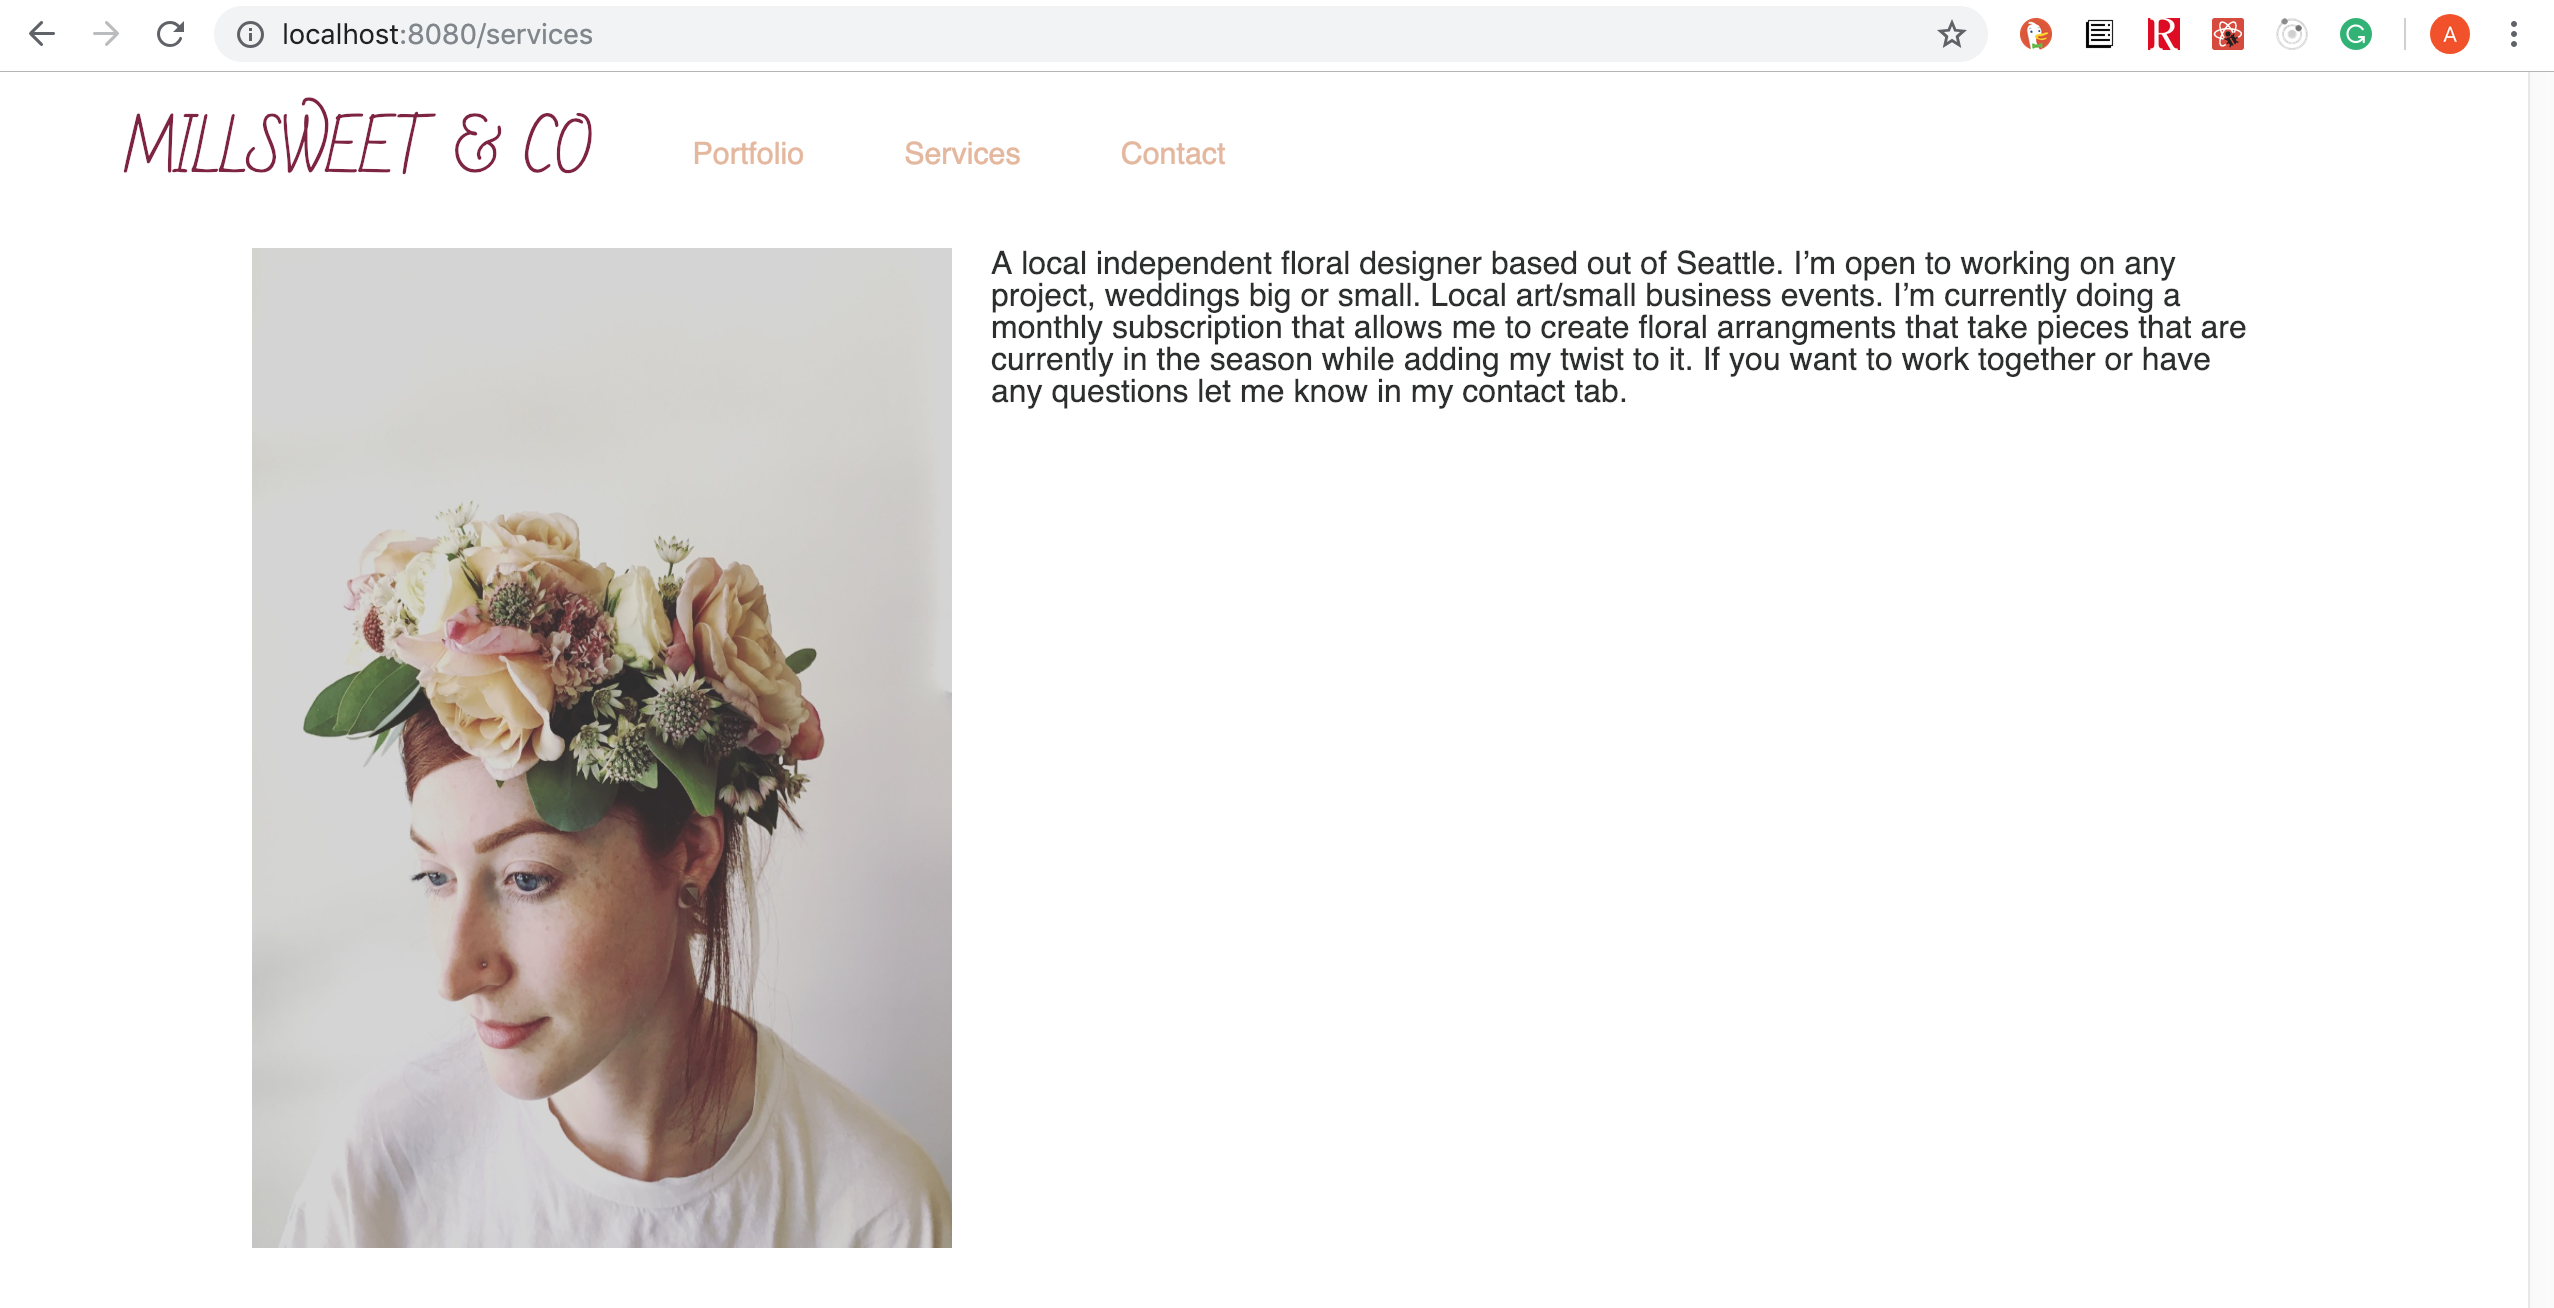 localhost:8080/services
A
MILLSWEET & CO
Portfolio Services Contact
A local independent floral designer based out of Seattle. I’m open to working on any
project, weddings big or small. Local art/small business events. I’m currently doing a
monthly subscription that allows me to create floral arrangments that take pieces that are
currently in the season while adding my twist to it. If you want to work together or have
any questions let me know in my contact tab.